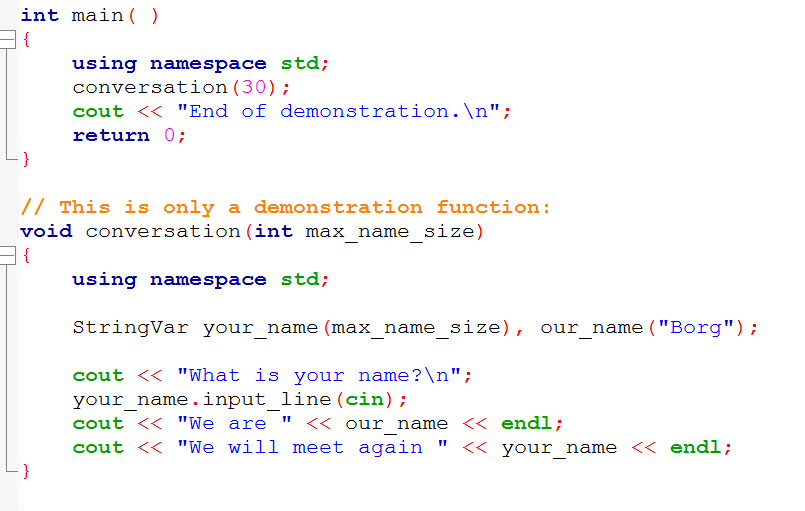 int main( )
{
    using namespace std;
    conversation(30);
    cout << "End of demonstration.\n";
    return 0;
}

// This is only a demonstration function:
void conversation(int max_name_size)
{
    using namespace std;

    StringVar your_name(max_name_size), our_name("Borg");

    cout << "What is your name?\n";
    your_name.input_line(cin);
    cout << "We are " << our_name << endl;
    cout << "We will meet again " << your_name << endl;
}